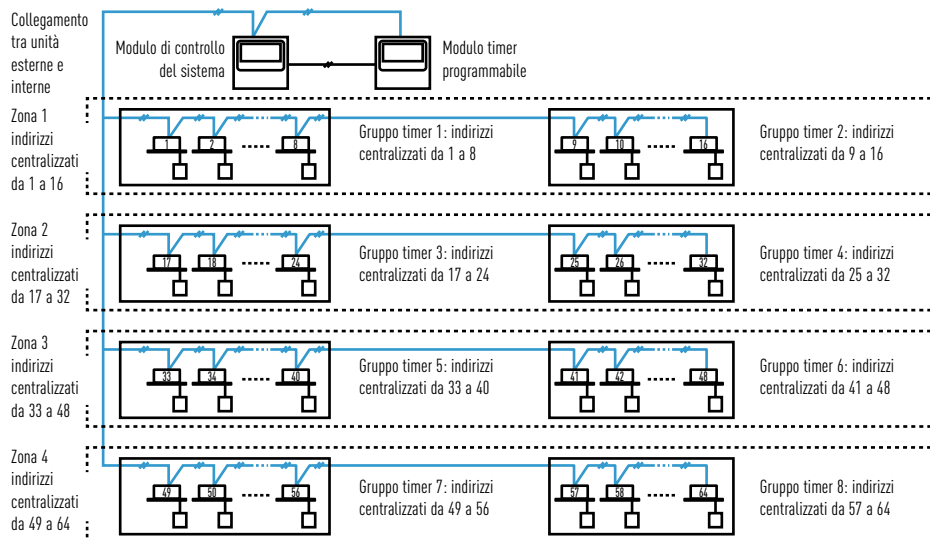 Collegamento
tra unità
esterne e
interne
Modulo di controllo
del sistema
Modulo timer
programmabile
Zona 1
indirizzi
centralizzati
da 1 a 16
1 2 8
Gruppo timer 1: indirizzi
centralizzati da 1 a 8
9 10 16
Gruppo timer 2: indirizzi
centralizzati da 9 a 16
Zona 2
indirizzi
centralizzati
da 17 a 32
17 18 24
Gruppo timer 3: indirizzi
centralizzati da 17 a 24
25 26 32
Gruppo timer 4: indirizzi
centralizzati da 25 a 32
Zona 3
indirizzi
centralizzati
da 33 a 48
33 34 40
Gruppo timer 5: indirizzi
centralizzati da 33 a 40
41 42 48
Gruppo timer 6: indirizzi
centralizzati da 41 a 48
Zona 4
indirizzi
centralizzati
da 49 a 64
49 50 56
Gruppo timer 7: indirizzi
centralizzati da 49 a 56
57 58 64
Gruppo timer 8: indirizzi
centralizzati da 57 a 64